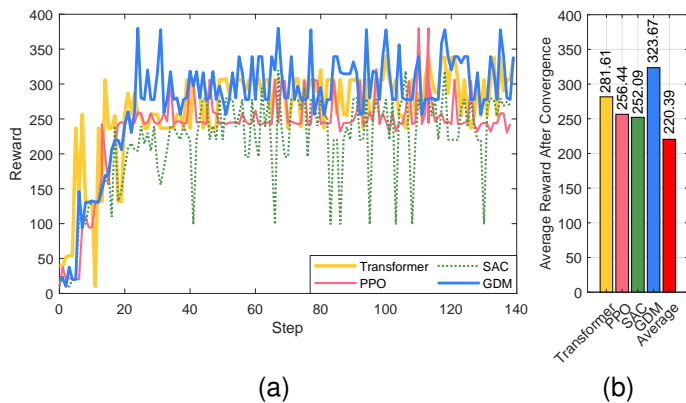 400
350
300
250
200
150
100
50
0
Reward
0 20 40 60 80 100 120 140
Step
Transformer
PPO
SAC
GDM
(a)
400
350
300
250
200
150
100
50
0
Average Reward After Convergence
281.61
256.44
252.09
323.67
220.39
Transformer
PPO
SAC
GDM
Average
(b)